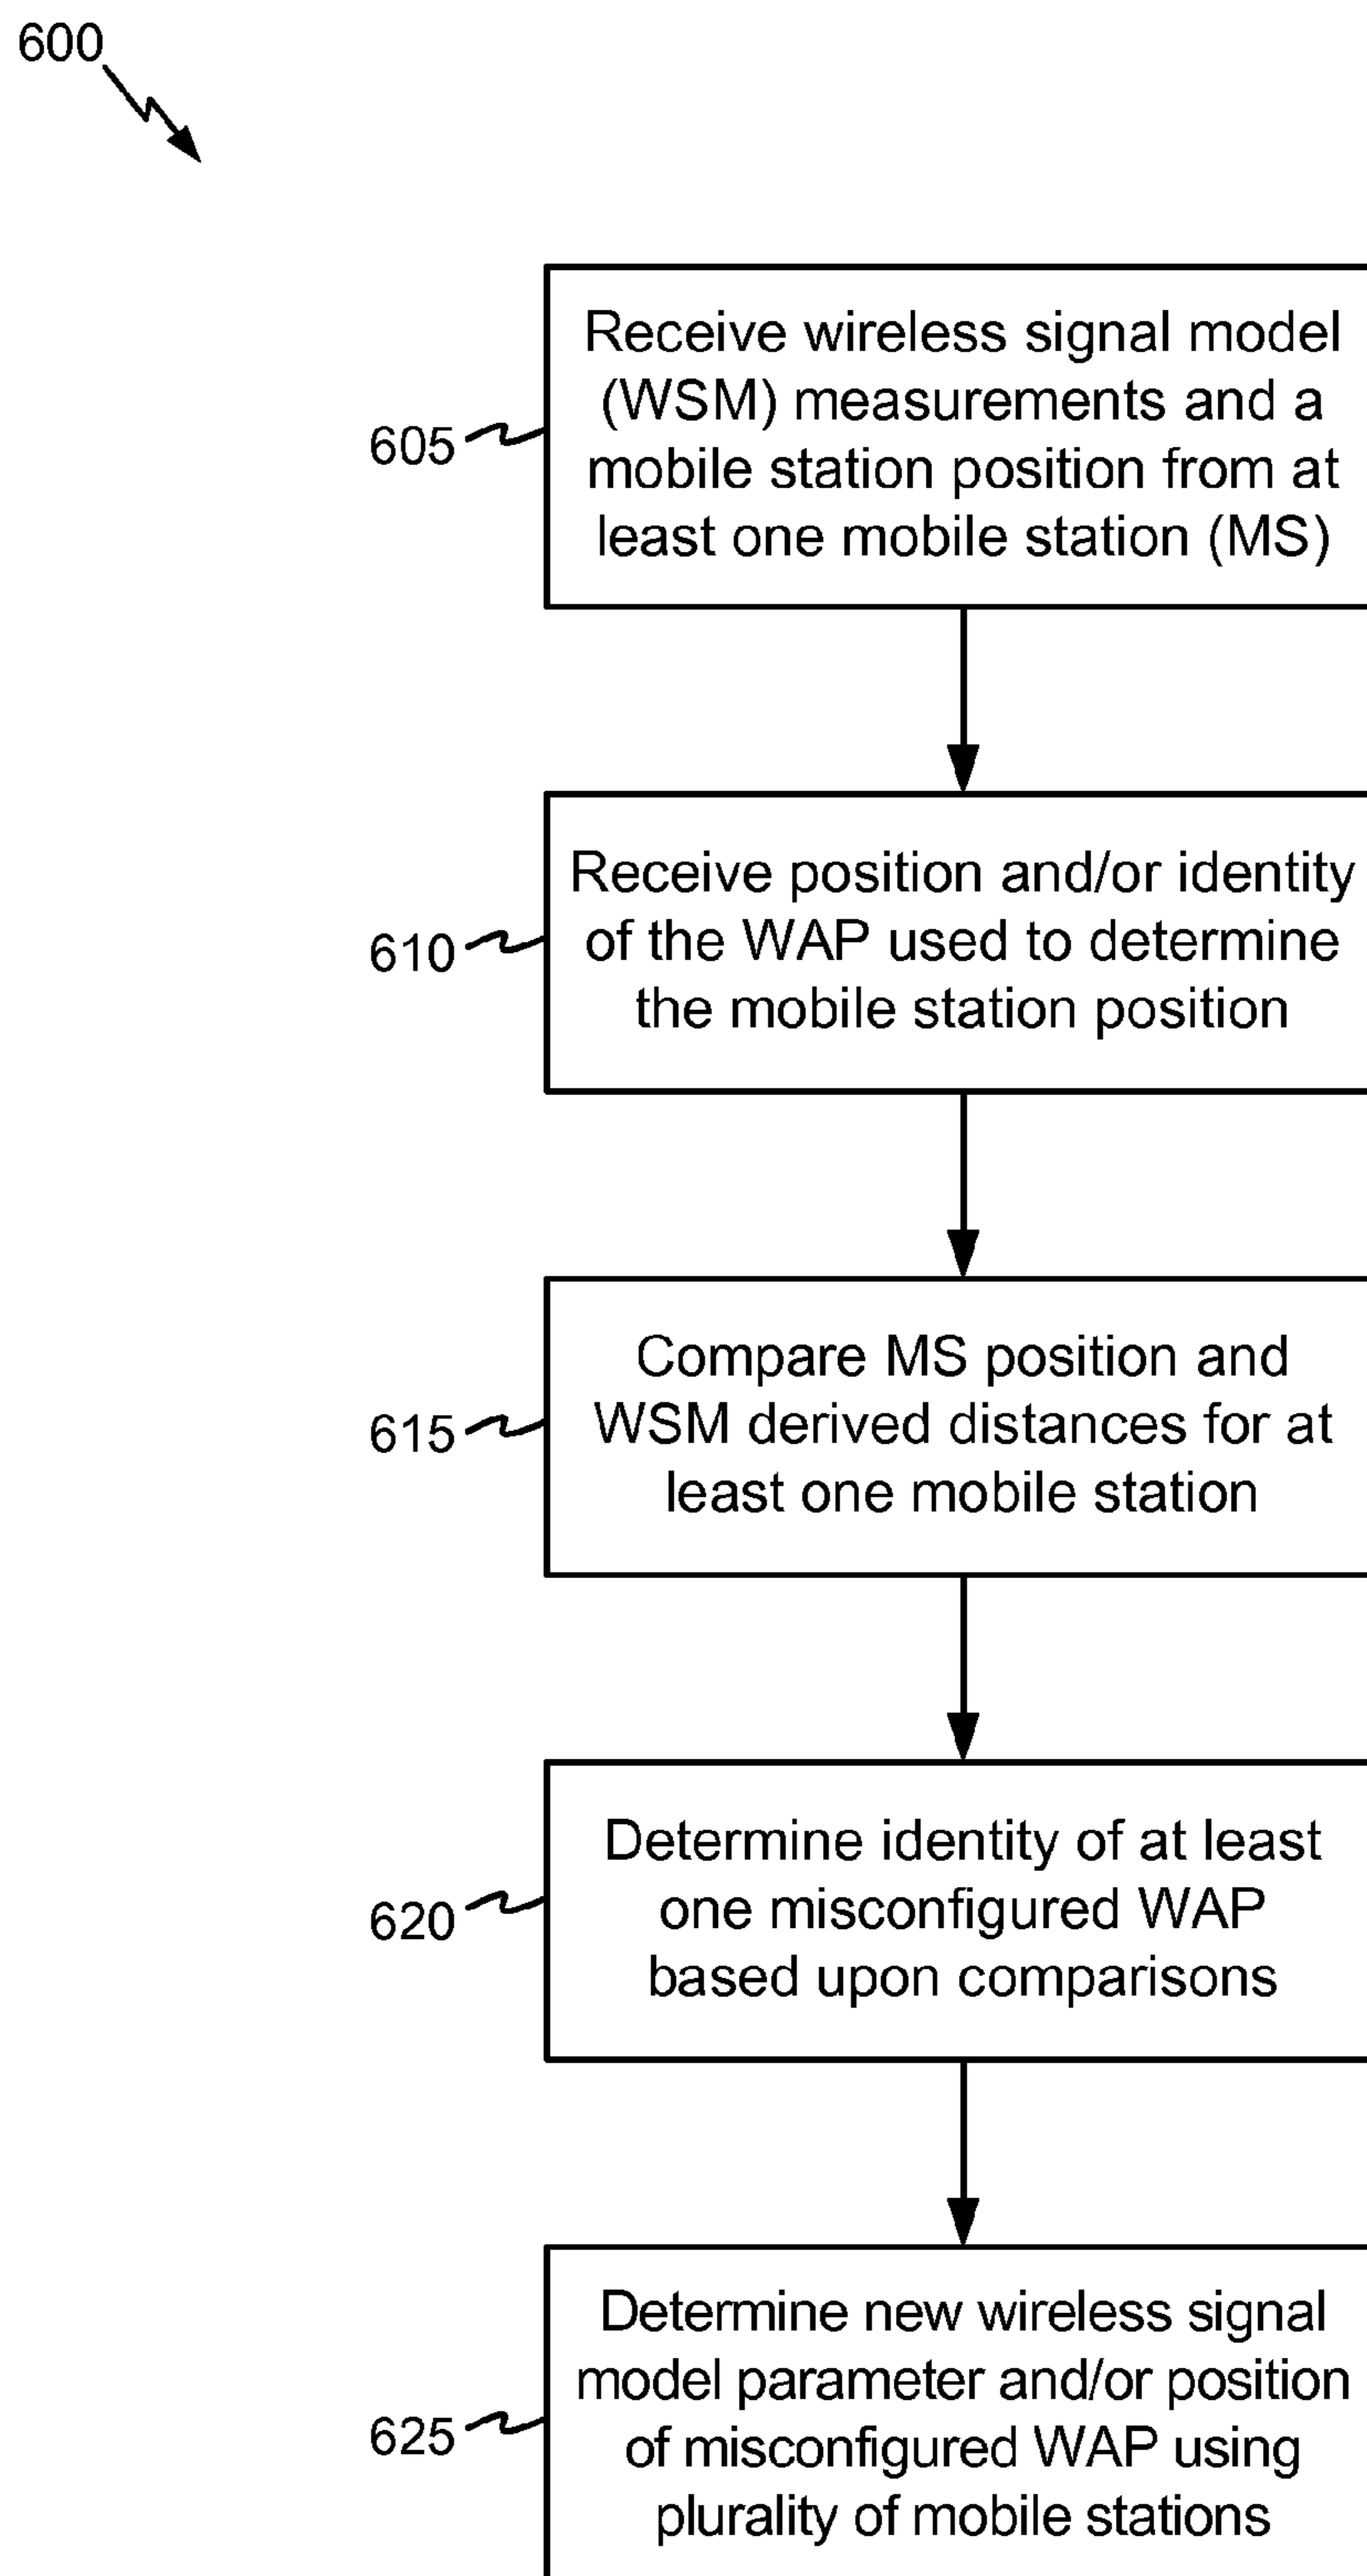 600
605
Receive wireless signal model
(WSM) measurements and a
mobile station position from at
least one mobile station (MS)
610
Receive position and/or identity
of the WAP used to determine
the mobile station position
615
Compare MS position and
WSM derived distances for at
least one mobile station
620
Determine identity of at least
one misconfigured WAP
based upon comparisons
625
Determine new wireless signal
model parameter and/or position
of misconfigured WAP using
plurality of mobile stations